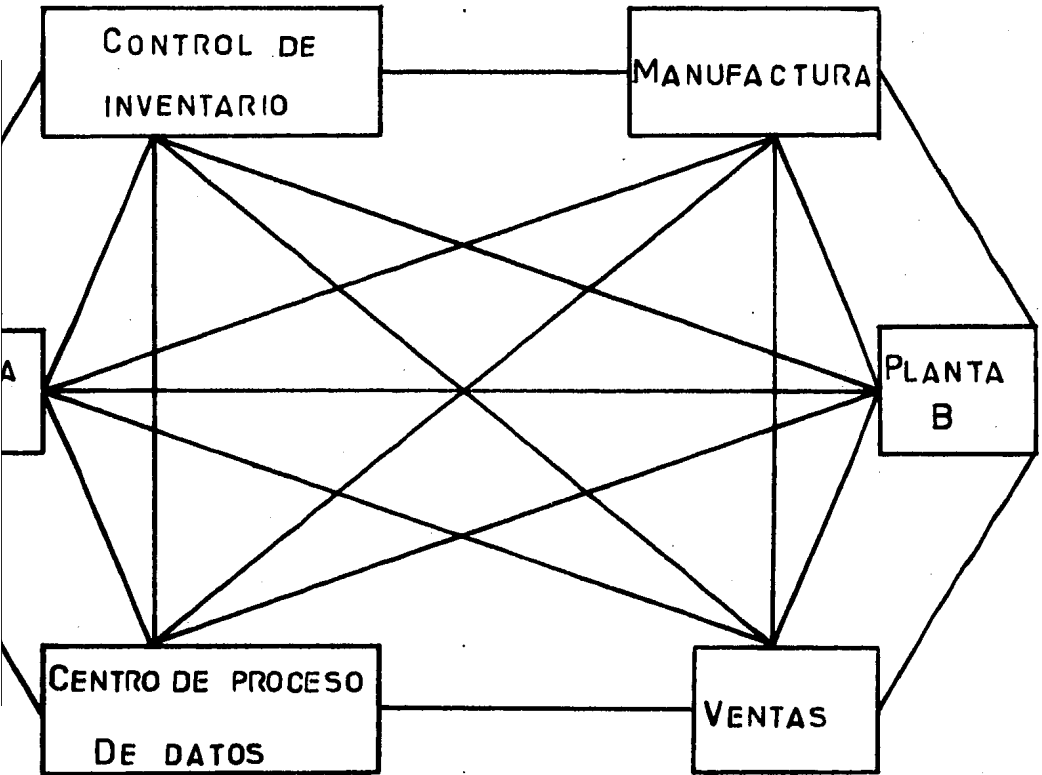 CONTROL DE
INVENTARIO
MANUFACTURA
A
PLANTA
B
CENTRO DE PROCESO
DE DATOS
VENTAS